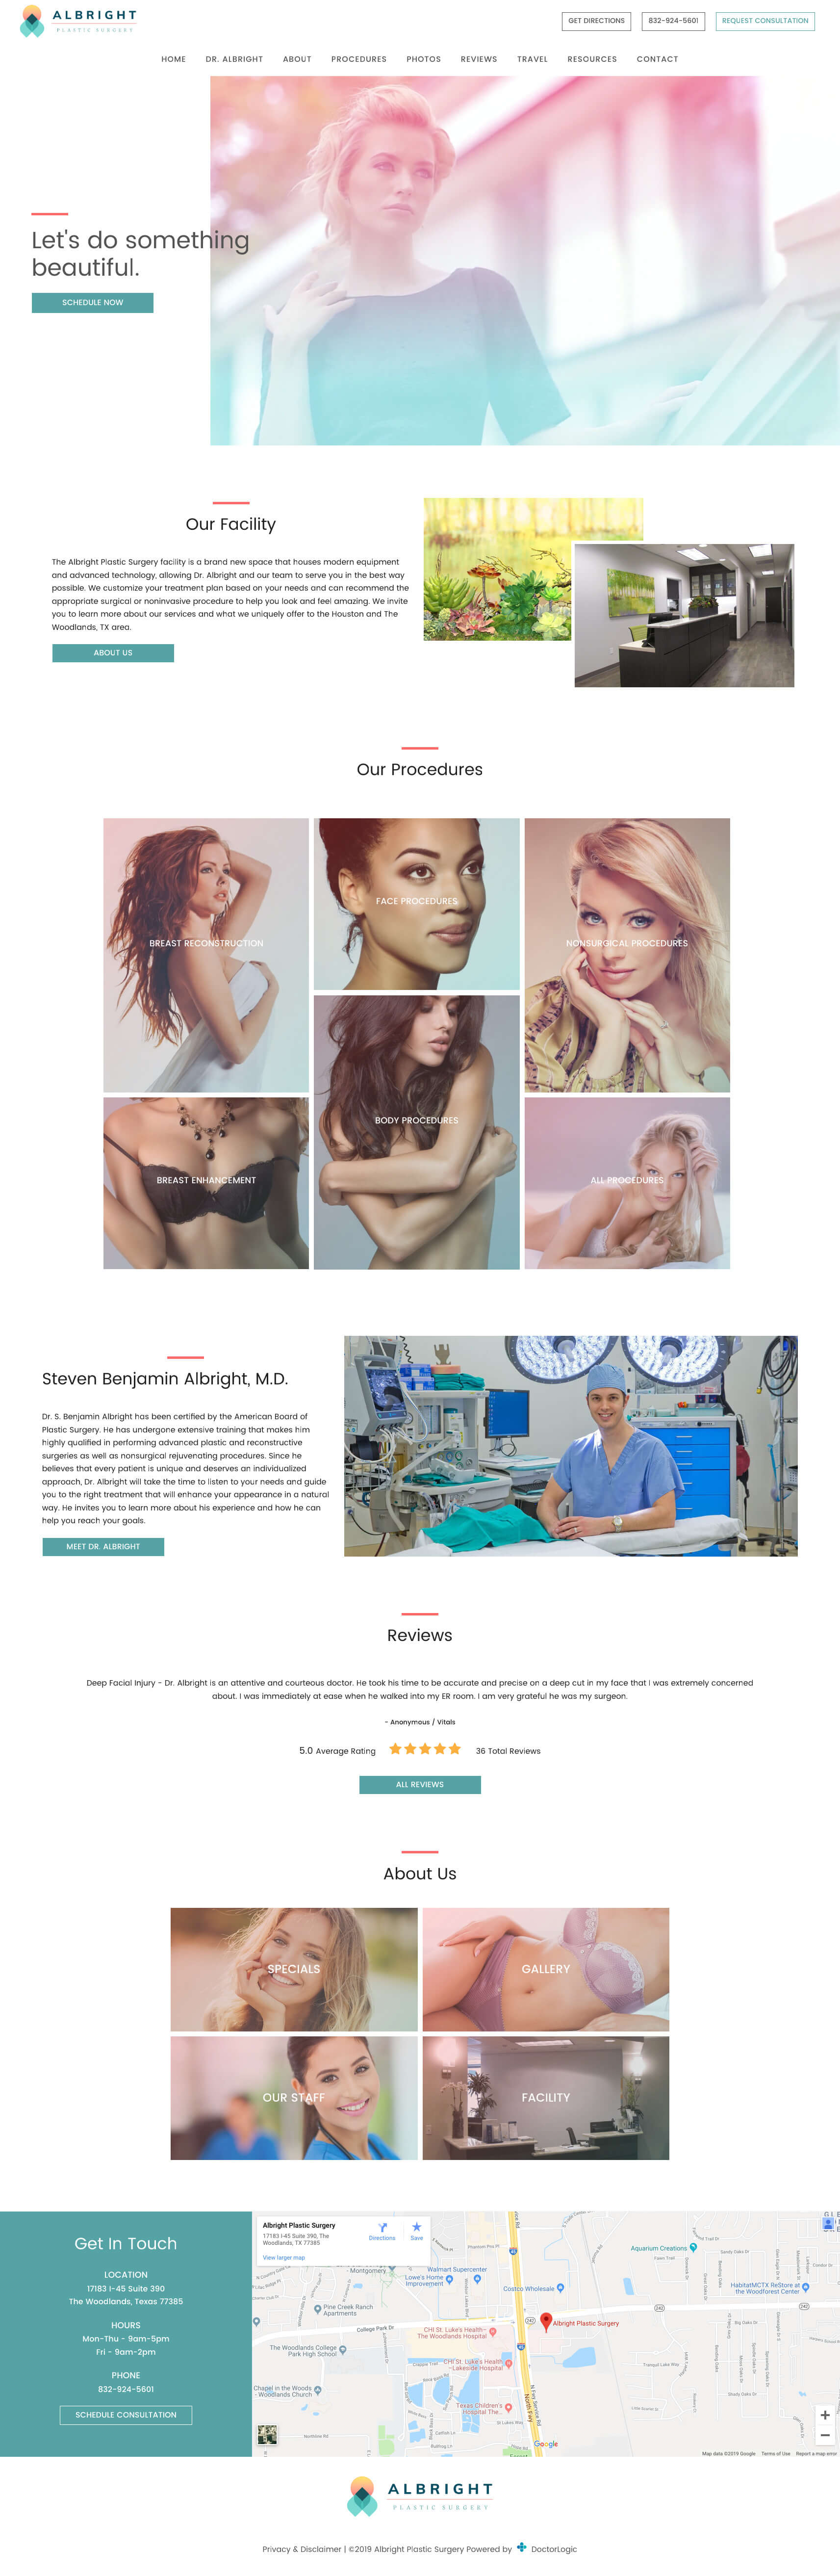 ALBRIGHT
PLASTIC SURGERY
GET DIRECTIONS
832-924-5601
REQUEST CONSULTATION
HOME
DR. ALBRIGHT
ABOUT
PROCEDURES
PHOTOS
REVIEWS
TRAVEL
RESOURCES
CONTACT
Let's do something
beautiful.
SCHEDULE NOW
Our Facility
The Albright Plastic Surgery facility is a brand new space that houses modern equipment
and advanced technology, allowing Dr. Albright and our team to serve you in the best way
possible. We customize your treatment plan based on your needs and can recommend the
appropriate surgical or noninvasive procedure to help you look and feel amazing. We invite
you to learn more about our services and what we uniquely offer to the Houston and The
Woodlands, TX area.
ABOUT US
Our Procedures
BREAST RECONSTRUCTION
FACE PROCEDURES
NONSURGICAL PROCEDURES
BODY PROCEDURES
BREAST ENHANCEMENT
ALL PROCEDURES
Steven Benjamin Albright, M.D.
Dr. S. Benjamin Albright has been certified by the American Board of
Plastic Surgery. He has undergone extensive training that makes him
highly qualified in performing advanced plastic and reconstructive
surgeries as well as nonsurgical rejuvenating procedures. Since he
believes that every patient is unique and deserves an individualized
approach, Dr. Albright will take the time to listen to your needs and guide
you to the right treatment that will enhance your appearance in a natural
way. He invites you to learn more about his experience and how he can
help you reach your goals.
MEET DR. ALBRIGHT
Reviews
Deep Facial Injury - Dr. Albright is an attentive and courteous doctor. He took his time to be accurate and precise on a deep cut in my face that I was extremely concerned
about. I was immediately at ease when he walked into my ER room. I am very grateful he was my surgeon.
- Anonymous / Vitals
5.0 Average Rating
36 Total Reviews
ALL REVIEWS
About Us
SPECIALS
GALLERY
OUR STAFF
FACILITY
Get In Touch
LOCATION
17183 I-45 Suite 390
The Woodlands, Texas 77385
HOURS
Mon-Thu - 9am-5pm
Fri - 9am-2pm
PHONE
832-924-5601
SCHEDULE CONSULTATION
Albright Plastic Surgery
17183 I-45 Suite 390, The
Woodlands, TX 77385
Directions
Save
View larger map
Montgomery
Walmart Supercenter
Lowe's Home
Improvement
Costco Wholesale
Aquarium Creations
HabitatMCTX ReStore at
the Woodforest Center
Pine Creek Ranch
Apartments
College Park Dr
242
Albright Plastic Surgery
242
242
45
45
CHI St. Luke's Health-
The Woodlands Hospital
The Woodlands College
Park High School
CHI St. Luke's Health
-Lakeside Hospital
Chapel in the Woods
- Woodlands Church
Texas Children's
Hospital The...
St Lukes Way
N Fwy Service Rd
North Fwy
Google
Map data ©2019 Google
Terms of Use
Report a map error
ALBRIGHT
PLASTIC SURGERY
Privacy & Disclaimer | ©2019 Albright Plastic Surgery Powered by DoctorLogic